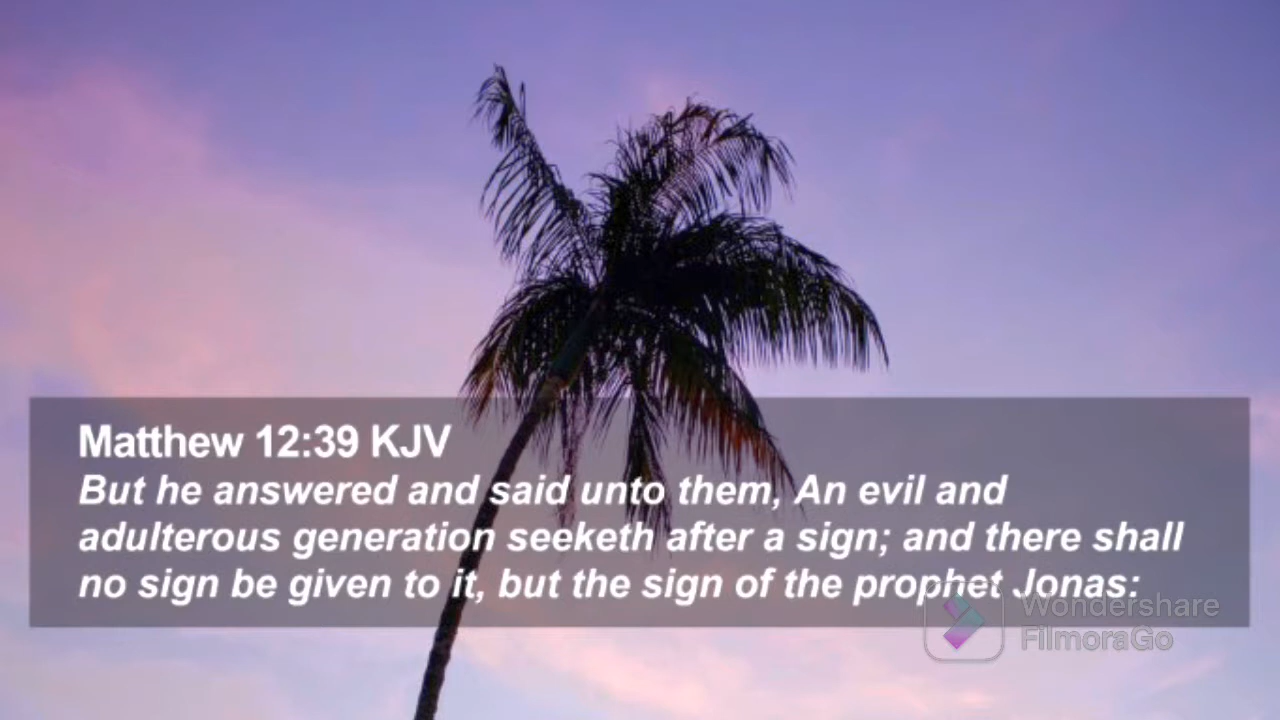 Matthew 12:39 KJV
But he answered and said unto them, An evil and
adulterous generation seeketh after a sign; and there shall
no sign be given to it, but the sign of the prophet Jonas:
Wondershare
FilmoraGo